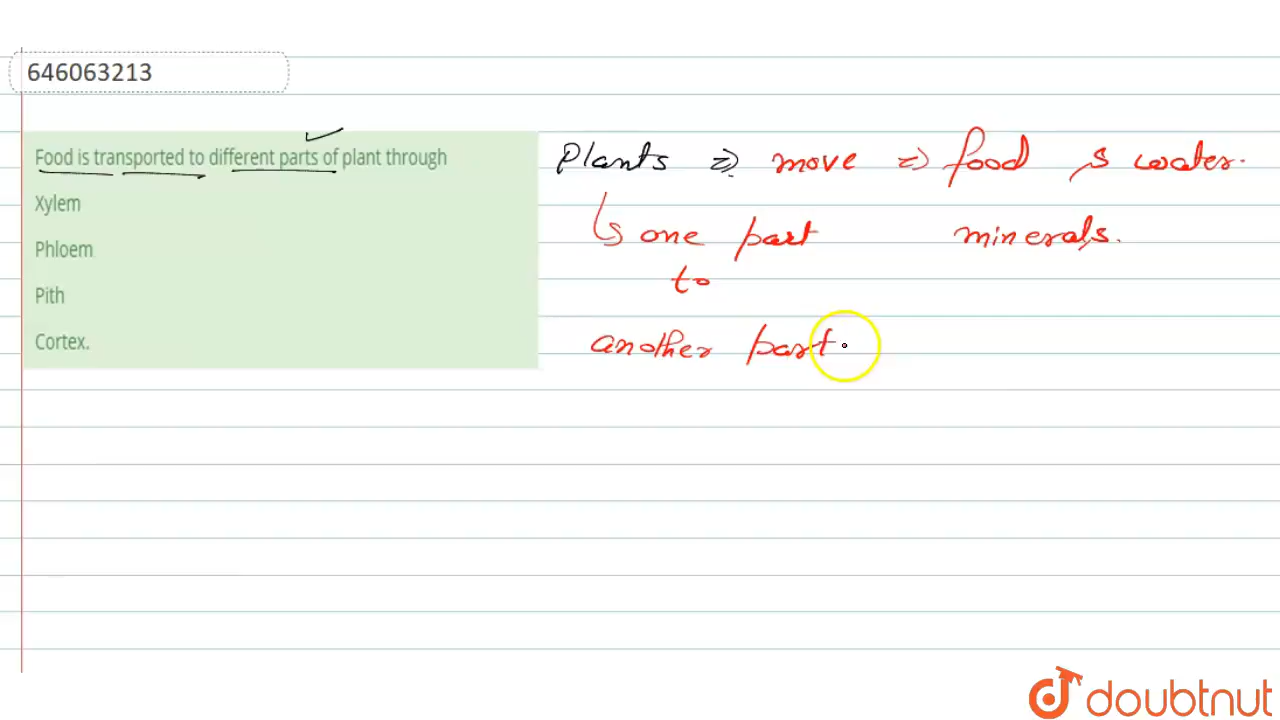 646063213
Food is transported to different parts of plant through
Xylem
Phloem
Pith
Cortex.
Plants ⇒ move ⇒ food & water.
↳ one part minerals.
to
another part.
doubtnut